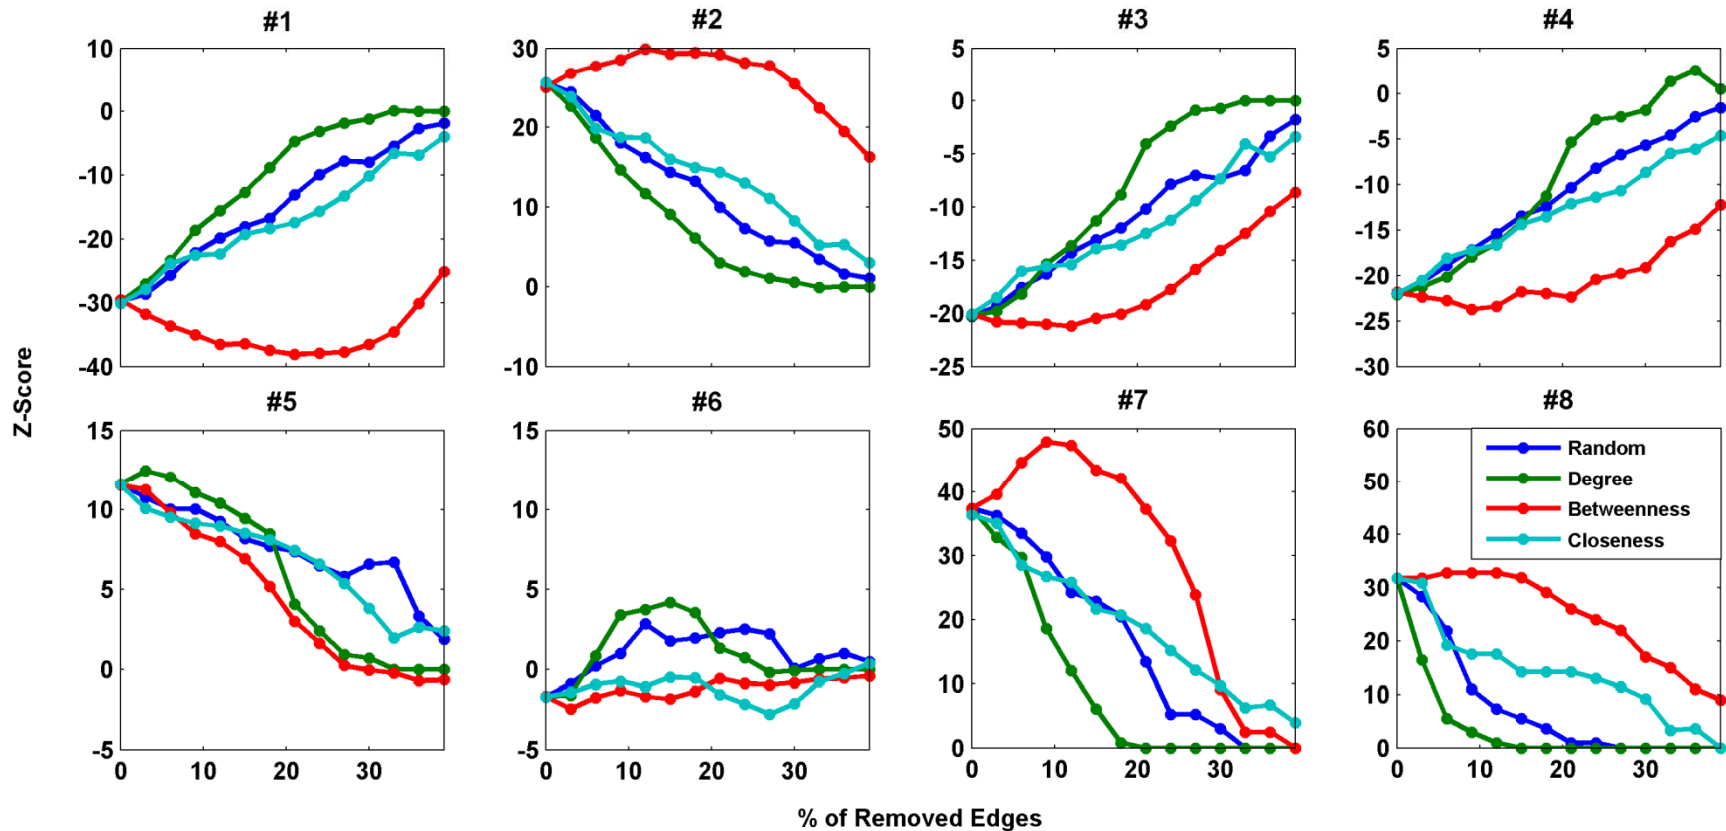 #1 #2 #3 #4
10 30 5 5
0 20 0 0
-10 10 -5 -5
-20 0 -10 -10
-30 -10 -15 -15
-40 -20 -20
-25 -25
-30
Z-Score
#5 #6 #7 #8
15 15 50 60
10 10 40 50
5 5 30 40
0 0 20 30
-5 -5 10 20
0 10
0
Random
Degree
Betweenness
Closeness
0 10 20 30 0 10 20 30 0 10 20 30 0 10 20 30
% of Removed Edges